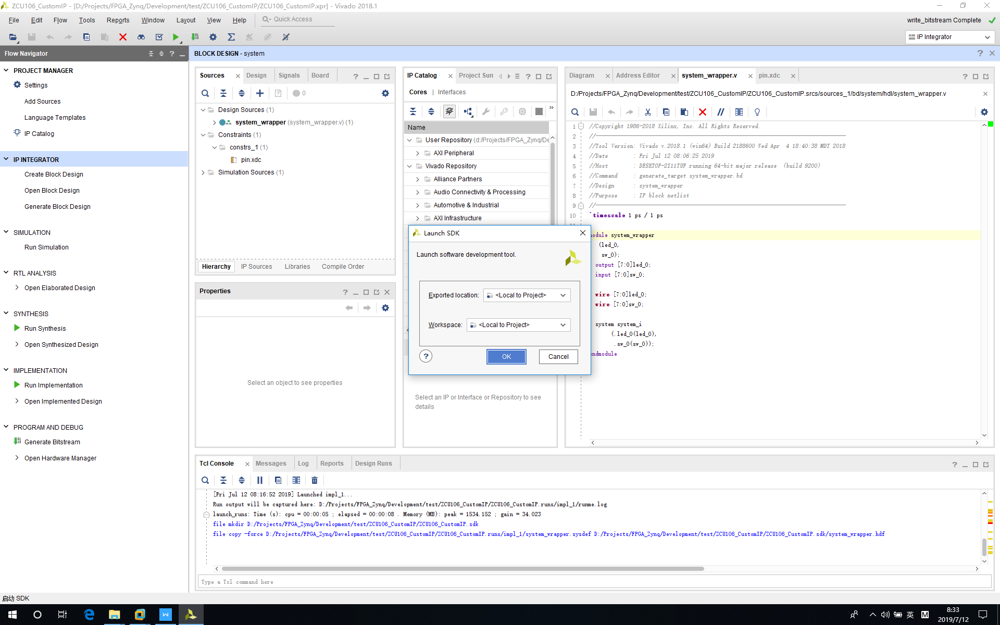 ZCU106_CustomIP - [D:/Projects/FPGA_Zynq/Development/test/ZCU106_CustomIP/ZCU106_CustomIP.xpr] - Vivado 2018.1
File Edit Flow Tools Reports Window Layout View Help Quick Access
write_bitstream Complete
IP Integrator
Flow Navigator
BLOCK DESIGN - system
PROJECT MANAGER
Settings
Add Sources
Language Templates
IP Catalog
IP INTEGRATOR
Create Block Design
Open Block Design
Generate Block Design
SIMULATION
Run Simulation
RTL ANALYSIS
Open Elaborated Design
SYNTHESIS
Run Synthesis
Open Synthesized Design
IMPLEMENTATION
Run Implementation
Open Implemented Design
PROGRAM AND DEBUG
Generate Bitstream
Open Hardware Manager
Sources Design Signals Board
0
Design Sources (1)
system_wrapper (system_wrapper.v) (1)
Constraints (1)
constrs_1 (1)
pin.xdc
Simulation Sources (1)
Hierarchy IP Sources Libraries Compile Order
Properties
Select an object to see properties
IP Catalog Project Sun
Cores | Interfaces
Name
User Repository (d:/Projects/FPGA_Zynq/De
AXI Peripheral
Vivado Repository
Alliance Partners
Audio Connectivity & Processing
Automotive & Industrial
AXI Infrastructure
Select an IP or Interface or Repository to see
details
Launch SDK
Launch software development tool.
Exported location: <Local to Project>
Workspace: <Local to Project>
OK Cancel
Diagram Address Editor system_wrapper.v pin.xdc
D:/Projects/FPGA_Zynq/Development/test/ZCU106_CustomIP/ZCU106_CustomIP.srcs/sources_1/bd/system/hdl/system_wrapper.v
1 //Copyright 1986-2018 Xilinx, Inc. All Rights Reserved.
2 //--------------------------------------------------------------------------------
3 //Tool Version: Vivado v.2018.1 (win64) Build 2188600 Wed Apr  4 18:40:38 MDT 2018
4 //Date        : Fri Jul 12 08:06:25 2019
5 //Host        : DESKTOP-2I11TUF running 64-bit major release  (build 9200)
6 //Command     : generate_target system_wrapper.bd
7 //Design      : system_wrapper
8 //Purpose     : IP block netlist
9 //--------------------------------------------------------------------------------
10 `timescale 1 ps / 1 ps
odule system_wrapper
(led_0,
sw_0);
output [7:0]led_0;
input [7:0]sw_0;
wire [7:0]led_0;
wire [7:0]sw_0;
system system_i
(.led_0(led_0),
.sw_0(sw_0));
endmodule
Tcl Console Messages Log Reports Design Runs
[Fri Jul 12 08:16:52 2019] Launched impl_1...
Run output will be captured here: D:/Projects/FPGA_Zynq/Development/test/ZCU106_CustomIP/ZCU106_CustomIP.runs/impl_1/runme.log
launch_runs: Time (s): cpu = 00:00:05 ; elapsed = 00:00:08 . Memory (MB): peak = 1534.152 ; gain = 34.023
file mkdir D:/Projects/FPGA_Zynq/Development/test/ZCU106_CustomIP/ZCU106_CustomIP.sdk
file copy -force D:/Projects/FPGA_Zynq/Development/test/ZCU106_CustomIP/ZCU106_CustomIP.runs/impl_1/system_wrapper.sysdef D:/Projects/FPGA_Zynq/Development/test/ZCU106_CustomIP/ZCU106_CustomIP.sdk/system_wrapper.hdf
Type a Tcl command here
启动 SDK
英 M
8:33
2019/7/12